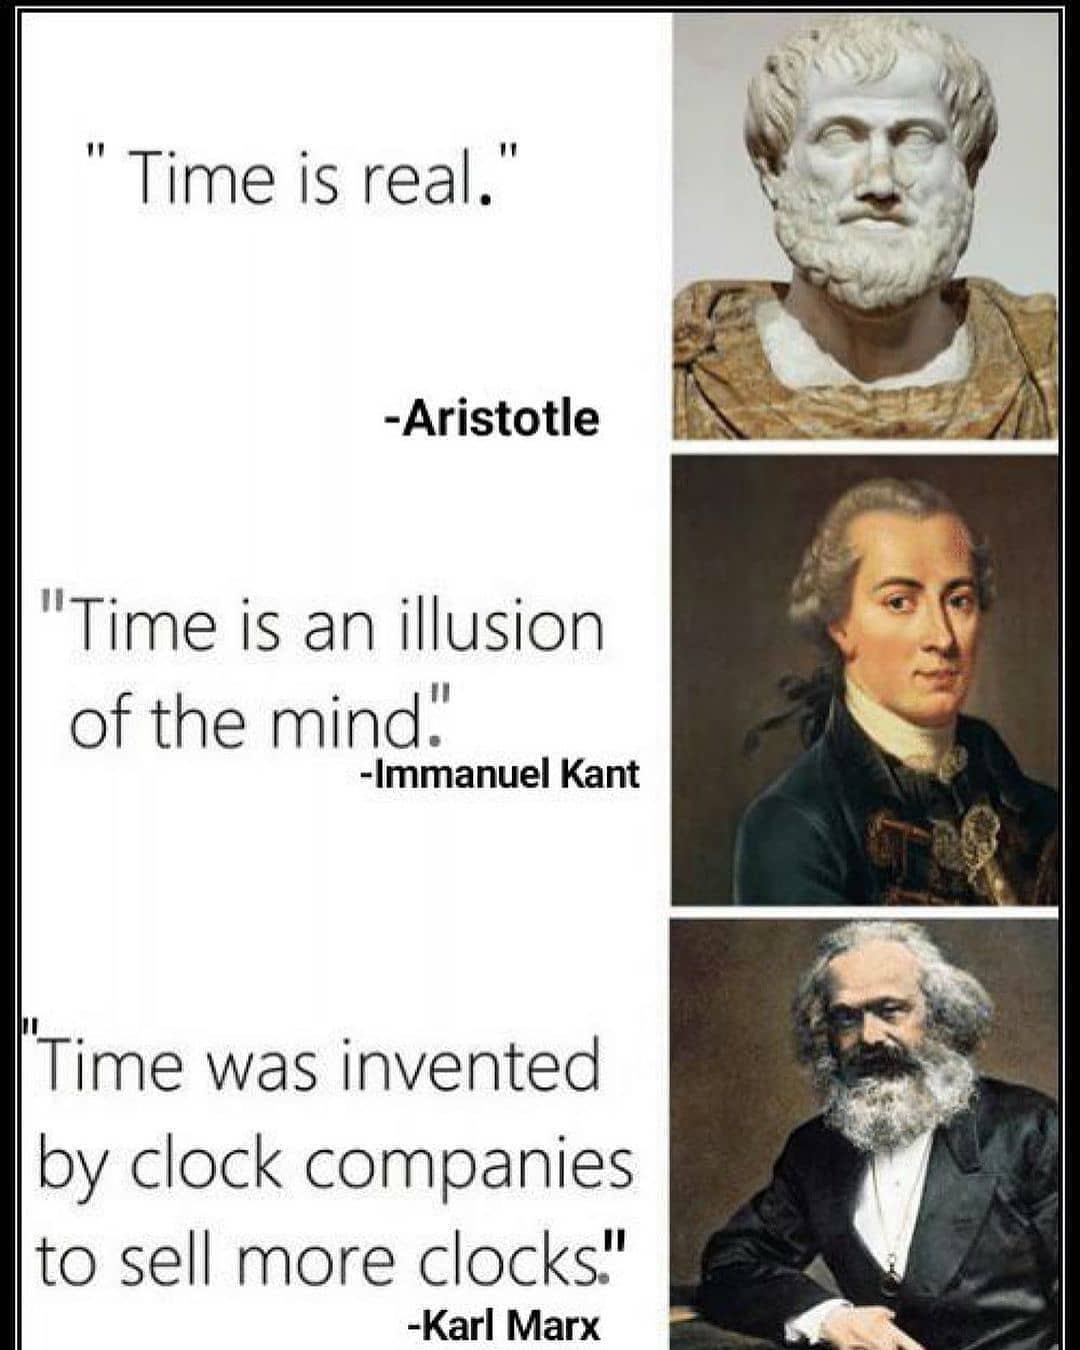 " Time is real."
-Aristotle
"Time is an illusion
of the mind."
-Immanuel Kant
"Time was invented
by clock companies
to sell more clocks."
-Karl Marx